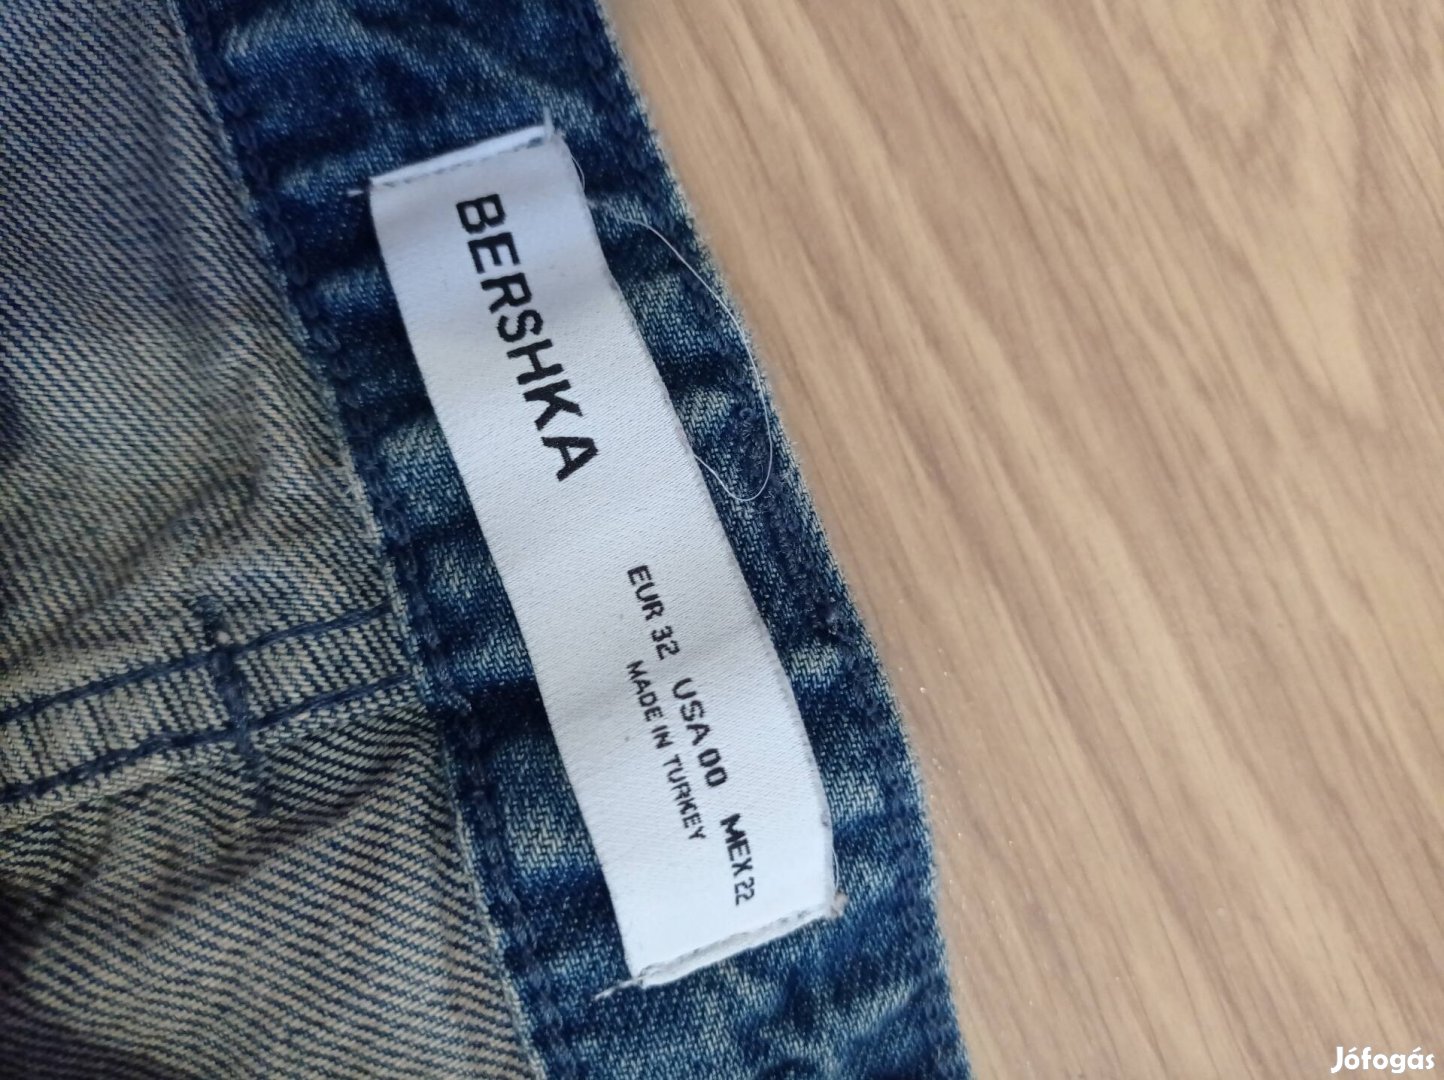 BERSHKA
EUR 32 USA 00 MEX 22
MADE IN TURKEY
Jófogás